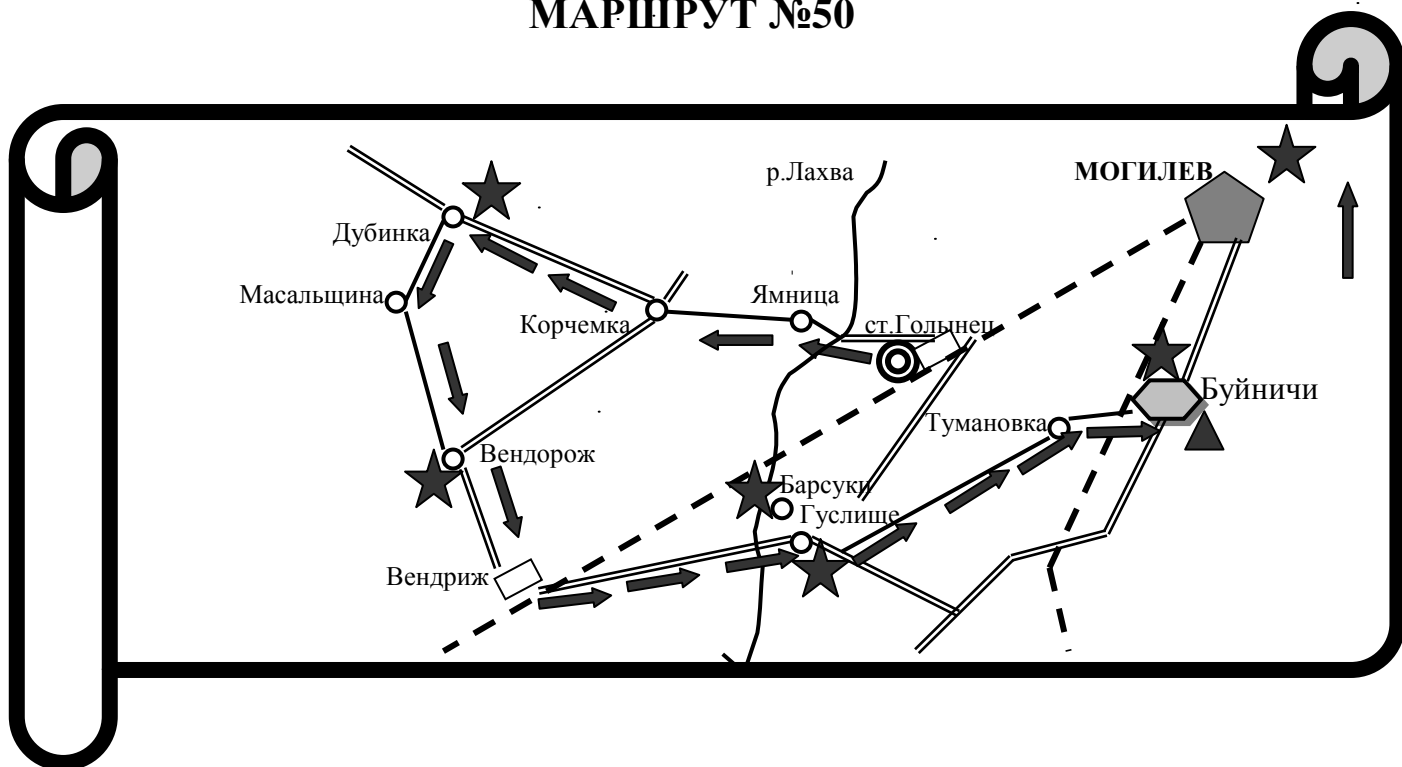 МАРШРУТ №50
р.Лахва
МОГИЛЕВ
Дубинка
Масальщина
Ямница
Корчемка
ст.Голынец
Буйничи
Тумановка
Вендорож
Барсуки
Гуслище
Вендриж